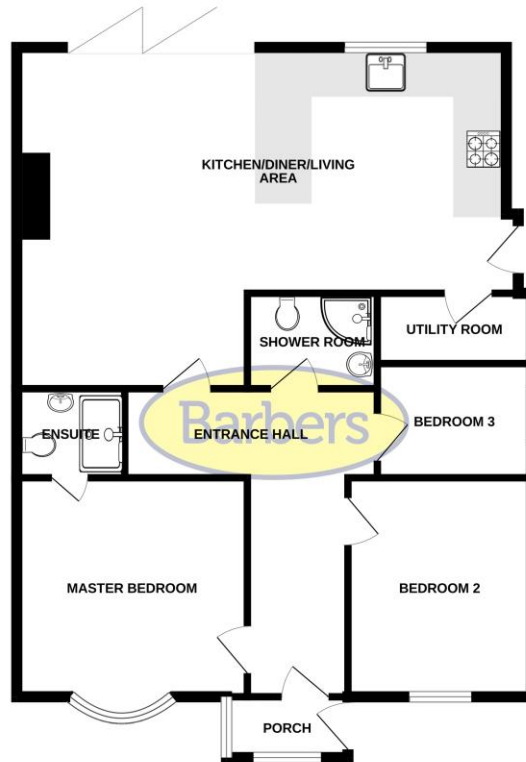 KITCHEN/DINER/LIVING
AREA
SHOWER ROOM
UTILITY ROOM
ENSUITE
Barbers
ENTRANCE HALL
BEDROOM 3
MASTER BEDROOM
BEDROOM 2
PORCH